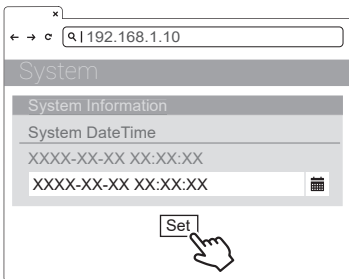 192.168.1.10
System
System Information
System DateTime
XXXX-XX-XX XX:XX:XX
XXXX-XX-XX XX:XX:XX
Set